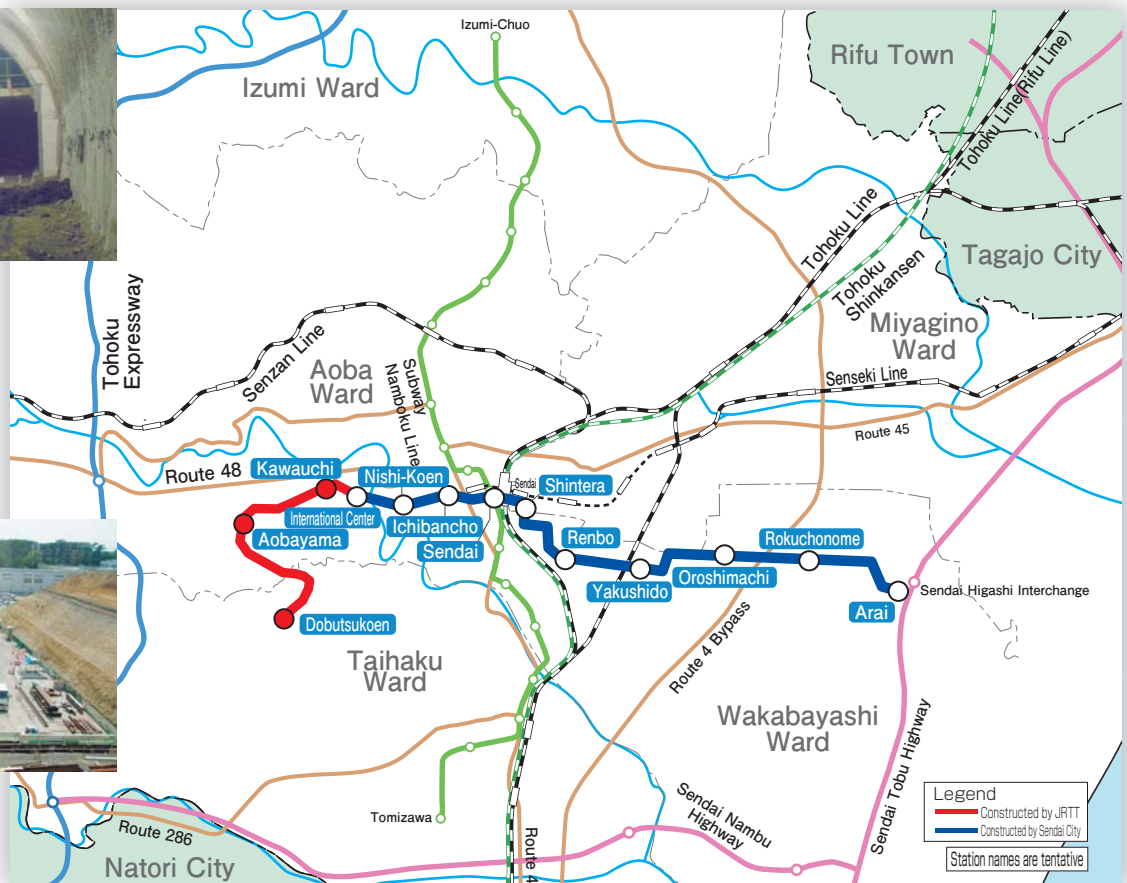 Izumi-Chuo
Rifu Town
Izumi Ward
Tohoku Line(Rifu Line)
Tohoku Line
Tagajo City
Tohoku
Shinkansen
Tohoku
Expressway
Miyagino
Ward
Senzan Line
Aoba
Ward
Subway
Namboku Line
Senseki Line
Route 45
Route 48
Kawauchi
Nishi-Koen
Sendai
Shintera
International Center
Ichibancho
Aobayama
Sendai
Renbo
Rokuchonome
Yakushido
Oroshimachi
Sendai Higashi Interchange
Arai
Dobutsukoen
Taihaku
Ward
Route 4 Bypass
Wakabayashi
Ward
Sendai Tobu Highway
Sendai Nambu
Highway
Tomizawa
Route 286
Route 4
Natori City
Legend
Constructed by JRTT
Constructed by Sendai City
Station names are tentative